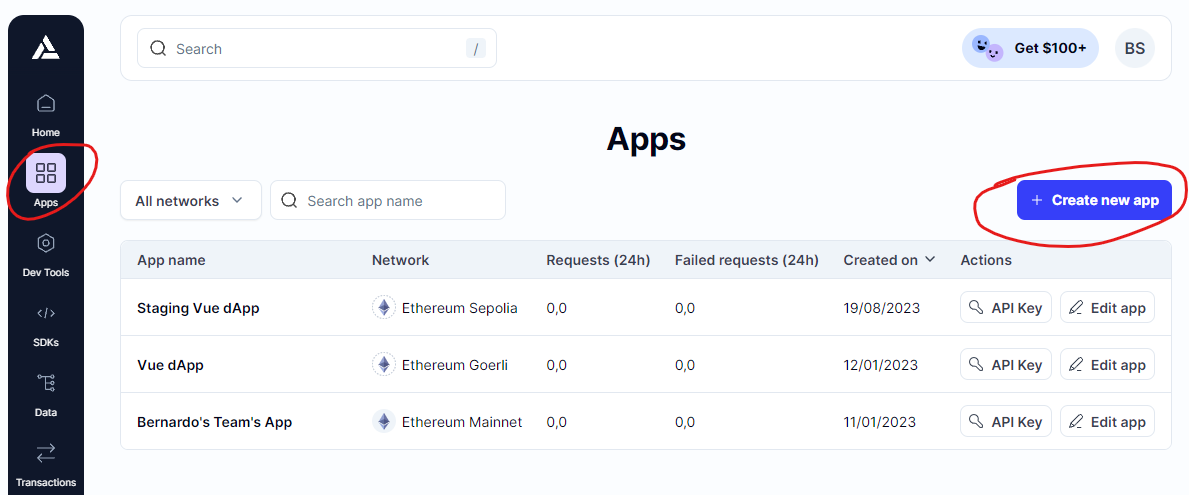 Search /
Get $100+ BS
Home
Apps
Apps
All networks Search app name + Create new app
Dev Tools
App name Network Requests (24h) Failed requests (24h) Created on Actions
Staging Vue dApp Ethereum Sepolia 0,0 0,0 19/08/2023 API Key Edit app
</> SDKs
Vue dApp Ethereum Goerli 0,0 0,0 12/01/2023 API Key Edit app
Data
Bernardo's Team's App Ethereum Mainnet 0,0 0,0 11/01/2023 API Key Edit app
Transactions